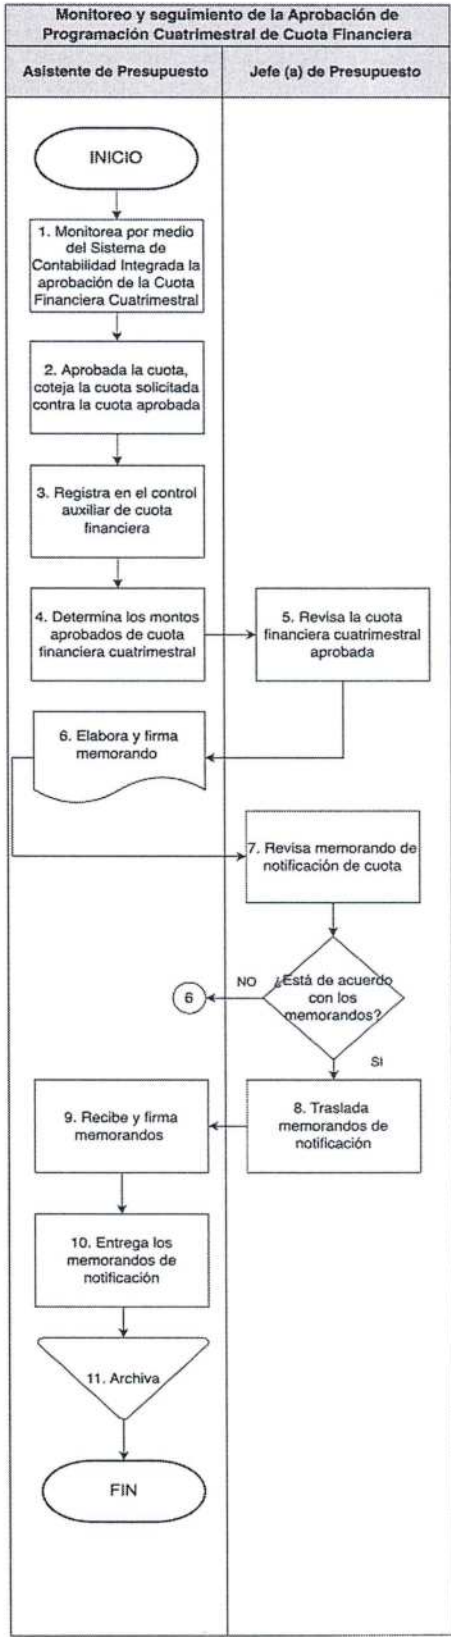 Monitoreo y seguimiento de la Aprobación de
Programación Cuatrimestral de Cuota Financiera
Asistente de Presupuesto
Jefe (a) de Presupuesto
INICIO
1. Monitorea por medio
del Sistema de
Contabilidad Integrada la
aprobación de la Cuota
Financiera Cuatrimestral
2. Aprobada la cuota,
coteja la cuota solicitada
contra la cuota aprobada
3. Registra en el control
auxiliar de cuota
financiera
4. Determina los montos
aprobados de cuota
financiera cuatrimestral
5. Revisa la cuota
financiera cuatrimestral
aprobada
6. Elabora y firma
memorando
7. Revisa memorando de
notificación de cuota
¿Está de acuerdo
con los
memorandos?
NO
6
SI
8. Traslada
memorandos de
notificación
9. Recibe y firma
memorandos
10. Entrega los
memorandos de
notificación
11. Archiva
FIN